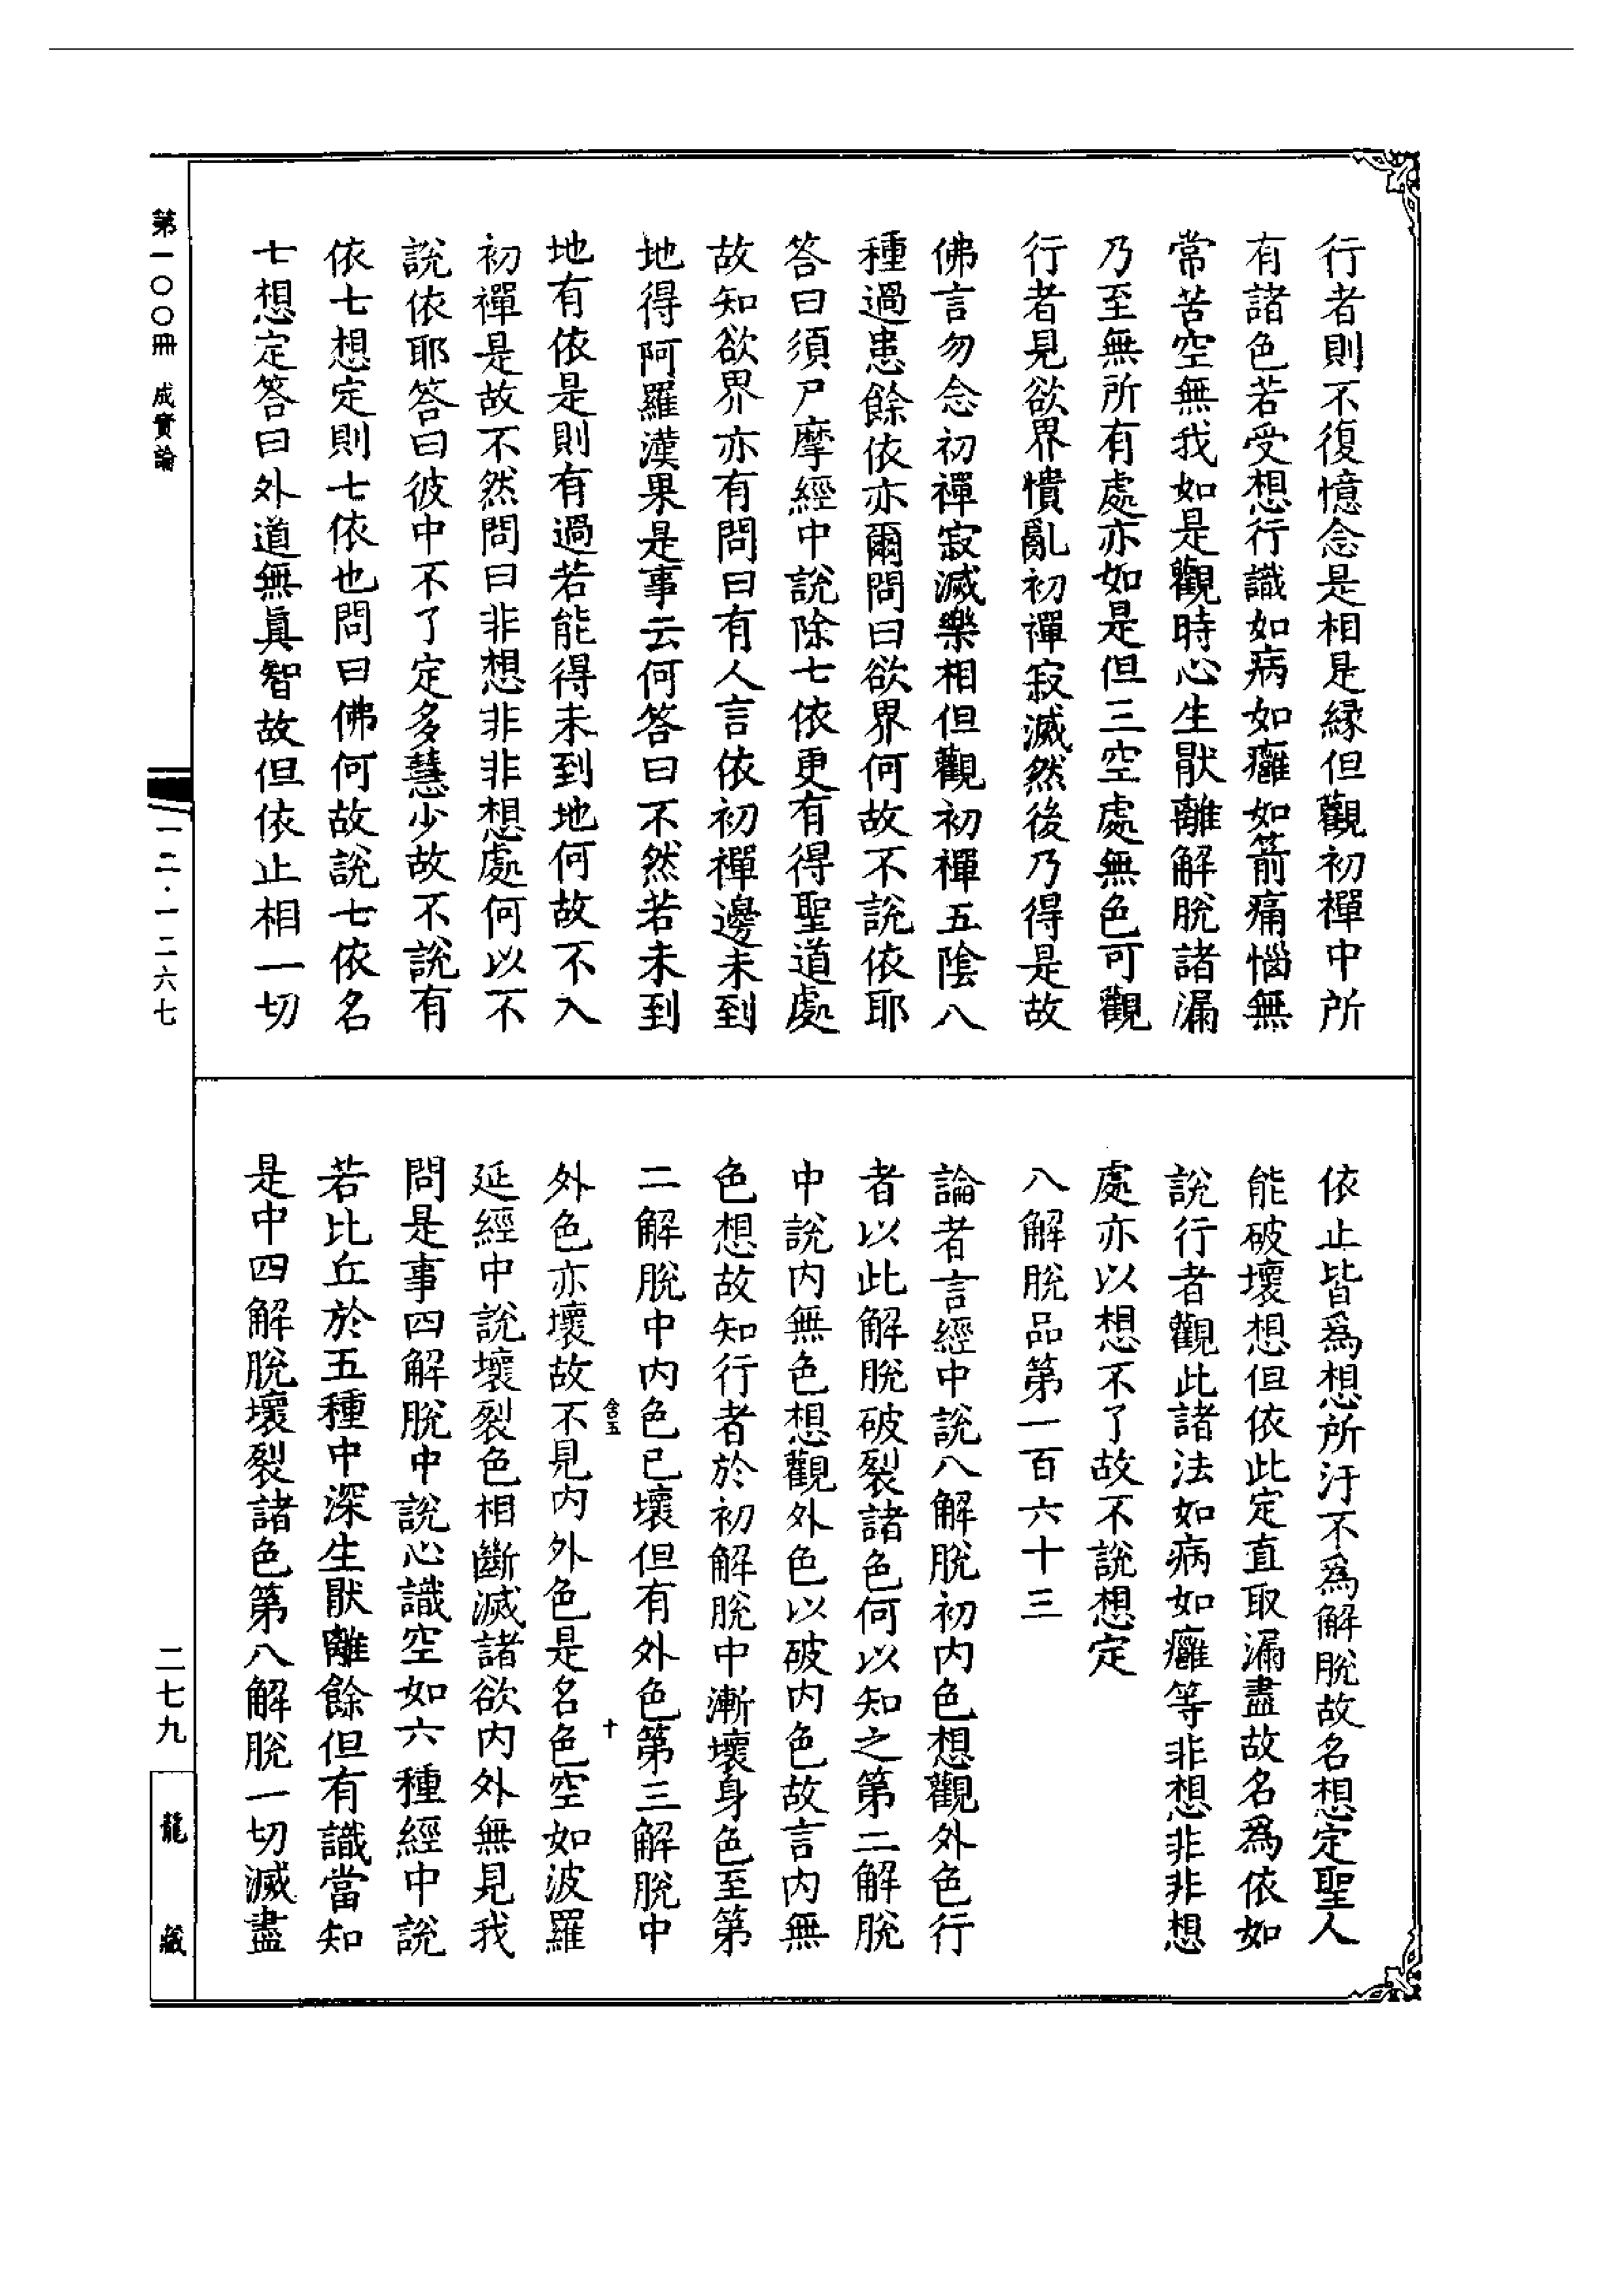 行者則不復憶念是相是緣但觀初禪中所
有諸色若受想行識如病如癰如箭痛惱無
常苦空無我如是觀時心生猒離解脫諸漏
乃至無所有處亦如是但三空處無色可觀
行者見欲界憒亂初禪寂滅然後乃得是故
佛言勿念初禪寂滅樂相但觀初禪五陰八
種過患餘依亦爾問曰欲界何故不說依耶
答曰須尸摩經中說除七依更有得聖道處
故知欲界亦有問曰有人言依初禪邊未到
地得阿羅漢果是事云何答曰不然若未到
地有依是則有過若能得未到地何故不入
初禪是故不然問曰非想非非想處何以不
說依耶答曰彼中不了定多慧少故不說有
依七想定則七依也問曰佛何故說七依名
七想定答曰外道無眞智故但依止相一切
依止皆為想所汙不為解脫故名想定聖人
能破壞想但依此定直取漏盡故名為依如
說行者觀此諸法如病如癰等非想非非想
處亦以想不了故不說想定
八解脫品第一百六十三
論者言經中說八解脫初內色想觀外色行
者以此解脫破裂諸色何以知之第二解脫
中說內無色想觀外色以破內色故言內無
色想故知行者於初解脫中漸壞身色至第
二解脫中內色已壞但有外色第三解脫中
含五
十
外色亦壞故不見內外色是名色空如波羅
延經中說壞裂色相斷滅諸欲內外無見我
問是事四解脫中說心識空如六種經中說
若比丘於五種中深生猒離餘但有識當知
是中四解脫壞裂諸色第八解脫一切滅盡
第一〇〇冊 成實論
一二·一二六七
二七九
龍藏